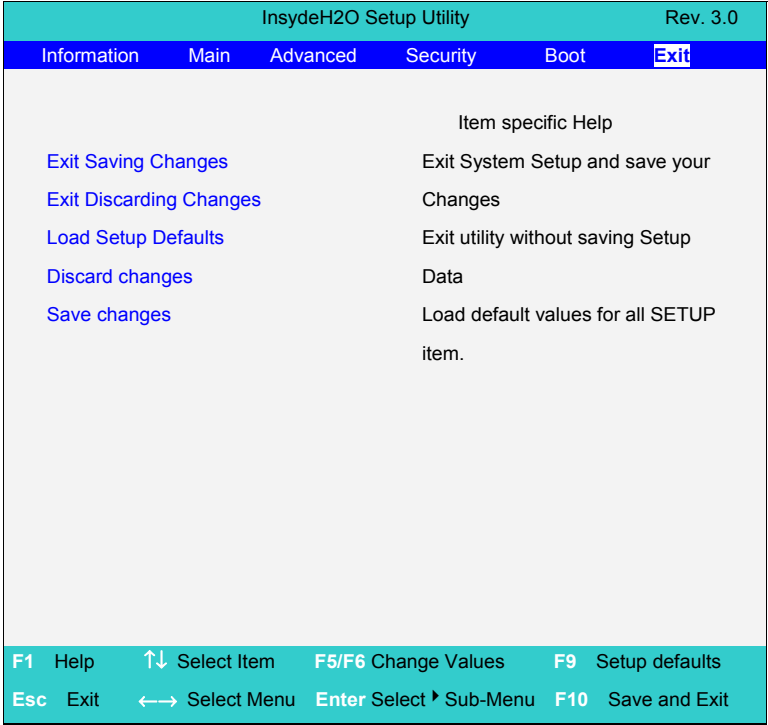 InsydeH2O Setup Utility Rev. 3.0
Information Main Advanced Security Boot Exit
Item specific Help
Exit Saving Changes Exit System Setup and save your
Exit Discarding Changes Changes
Load Setup Defaults Exit utility without saving Setup
Discard changes Data
Save changes Load default values for all SETUP
item.
F1 Help ↑↓ Select Item F5/F6 Change Values F9 Setup defaults
Esc Exit ←→ Select Menu Enter Select ▸ Sub-Menu F10 Save and Exit